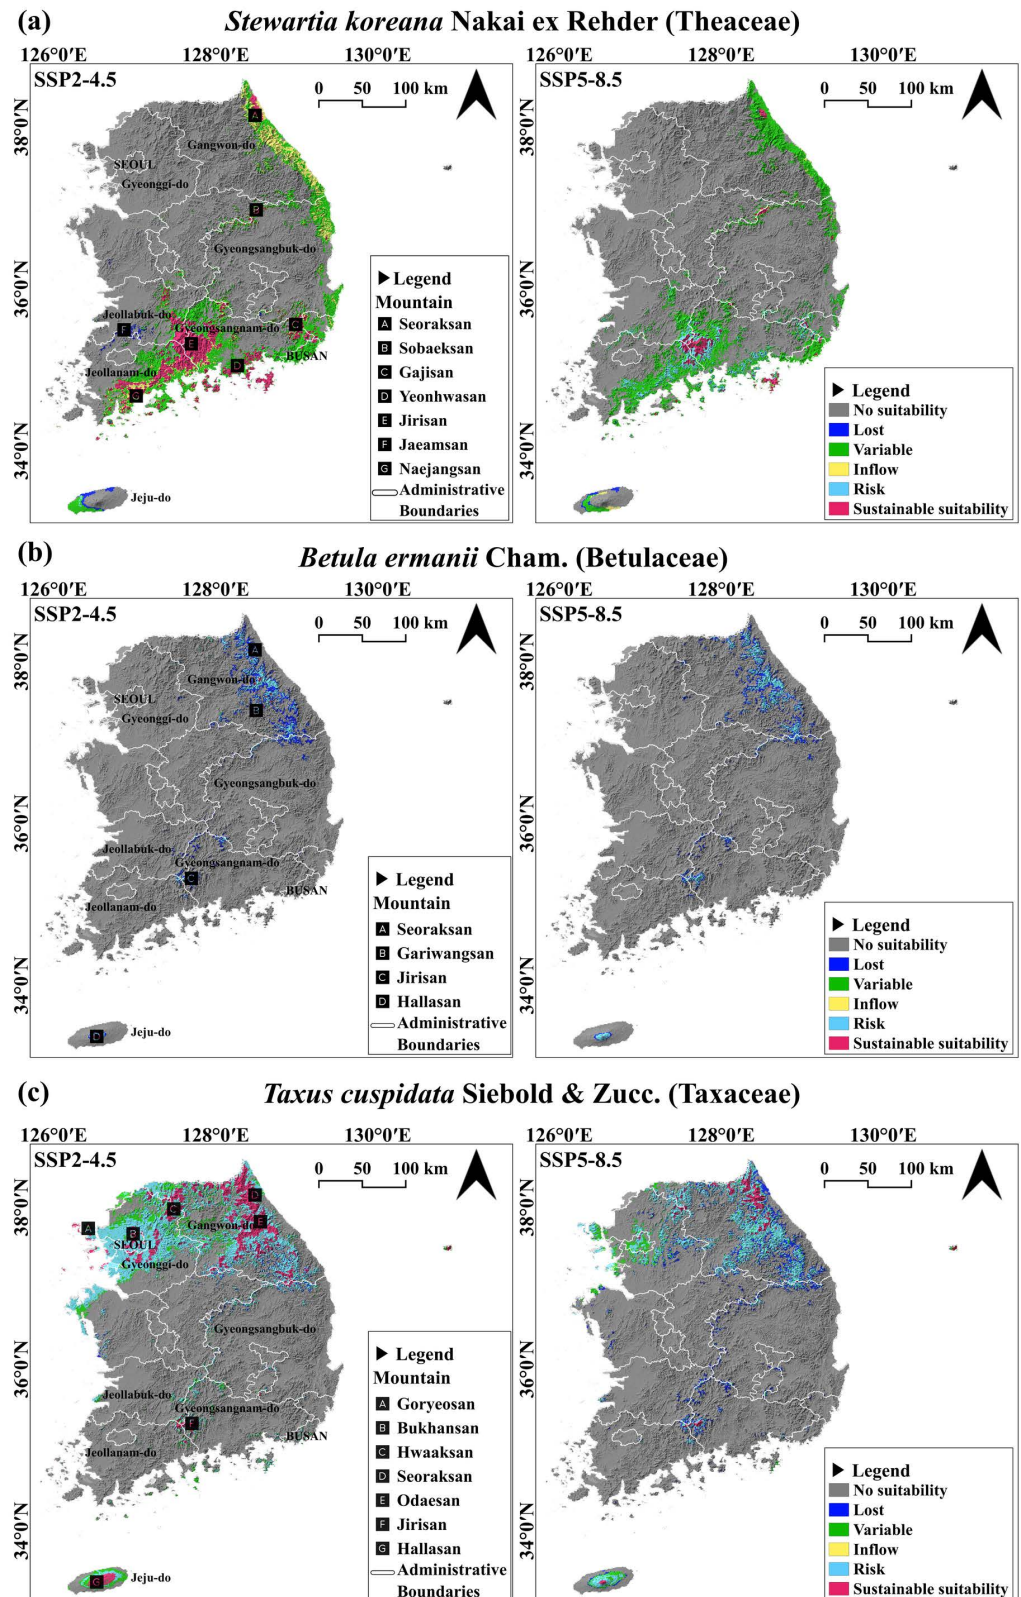 (a) Stewartia koreana Nakai ex Rehder (Theaceae)
126°0′E 128°0′E 130°0′E 126°0′E 128°0′E 130°0′E
SSP2-4.5
0 50 100 km
SSP5-8.5
0 50 100 km
38°0′N
36°0′N
34°0′N
38°0′N
36°0′N
34°0′N
A
Gangwon-do
SEOUL
Gyeonggi-do
B
Gyeongsangbuk-do
Jeollabuk-do
F
Gyeongsangnam-do
C
E
BUSAN
D
Jeollanam-do
G
Jeju-do
Legend
Mountain
A Seoraksan
B Sobaeksan
C Gajisan
D Yeonhwasan
E Jirisan
F Jaeamsan
G Naejangsan
Administrative
Boundaries
Legend
No suitability
Lost
Variable
Inflow
Risk
Sustainable suitability
(b) Betula ermanii Cham. (Betulaceae)
126°0′E 128°0′E 130°0′E 126°0′E 128°0′E 130°0′E
SSP2-4.5
0 50 100 km
SSP5-8.5
0 50 100 km
38°0′N
36°0′N
34°0′N
38°0′N
36°0′N
34°0′N
A
Gangwon-do
SEOUL
B
Gyeonggi-do
Gyeongsangbuk-do
Jeollabuk-do
Gyeongsangnam-do
C
BUSAN
Jeollanam-do
D
Jeju-do
Legend
Mountain
A Seoraksan
B Gariwangsan
C Jirisan
D Hallasan
Administrative
Boundaries
Legend
No suitability
Lost
Variable
Inflow
Risk
Sustainable suitability
(c) Taxus cuspidata Siebold & Zucc. (Taxaceae)
126°0′E 128°0′E 130°0′E 126°0′E 128°0′E 130°0′E
SSP2-4.5
0 50 100 km
SSP5-8.5
0 50 100 km
38°0′N
36°0′N
34°0′N
38°0′N
36°0′N
34°0′N
D
C
A
B
Gangwon-do
E
SEOUL
Gyeonggi-do
Gyeongsangbuk-do
Jeollabuk-do
Gyeongsangnam-do
F
BUSAN
Jeollanam-do
G
Jeju-do
Legend
Mountain
A Goryeosan
B Bukhansan
C Hwaaksan
D Seoraksan
E Odaesan
F Jirisan
G Hallasan
Administrative
Boundaries
Legend
No suitability
Lost
Variable
Inflow
Risk
Sustainable suitability